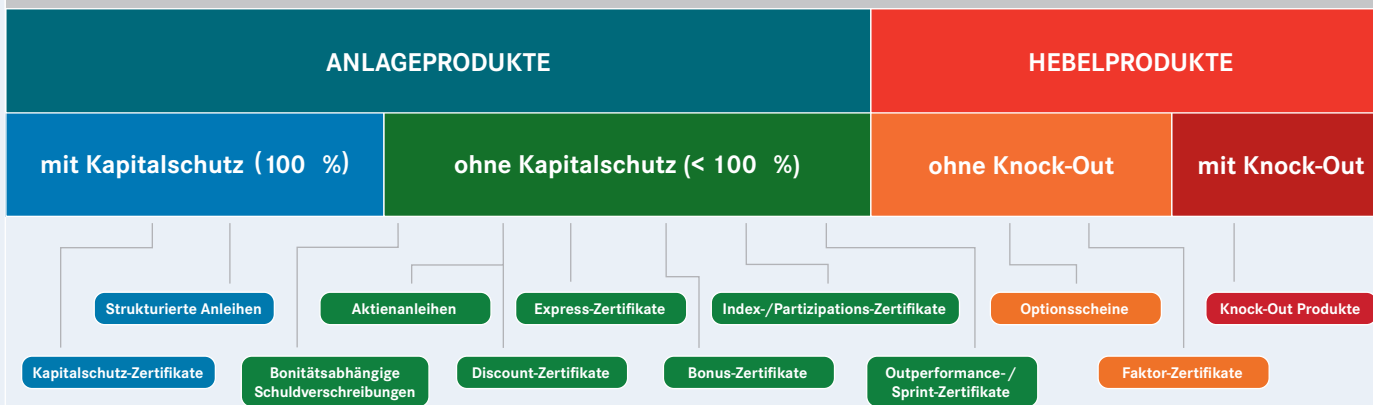 ANLAGEPRODUKTE
HEBELPRODUKTE
mit Kapitalschutz (100 %)
ohne Kapitalschutz (< 100 %)
ohne Knock-Out
mit Knock-Out
Strukturierte Anleihen
Aktienanleihen
Express-Zertifikate
Index-/Partizipations-Zertifikate
Optionsscheine
Knock-Out Produkte
Kapitalschutz-Zertifikate
Bonitätsabhängige
Schuldverschreibungen
Discount-Zertifikate
Bonus-Zertifikate
Outperformance-/
Sprint-Zertifikate
Faktor-Zertifikate